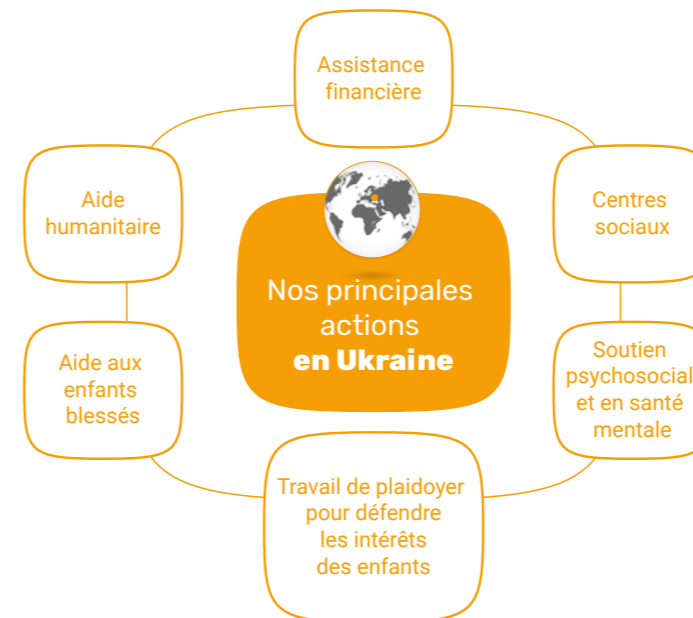 Assistance
financière
Aide
humanitaire
Centres
sociaux
Nos principales
actions
en Ukraine
Aide aux
enfants
blessés
Soutien
psychosocial
et en santé
mentale
Travail de plaidoyer
pour défendre
les intérêts
des enfants